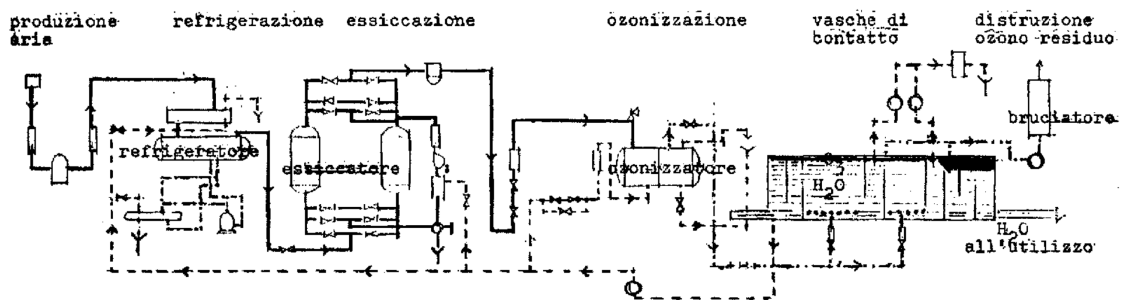 produzione
aria
refrigerazione
essiccazione
ozonizzazione
vasche di
contatto
distruzione
ozono residuo
bruciatore
refrigeratore
essiccatore
ozonizzatore
O3
H2O
H2O
all'utilizzo